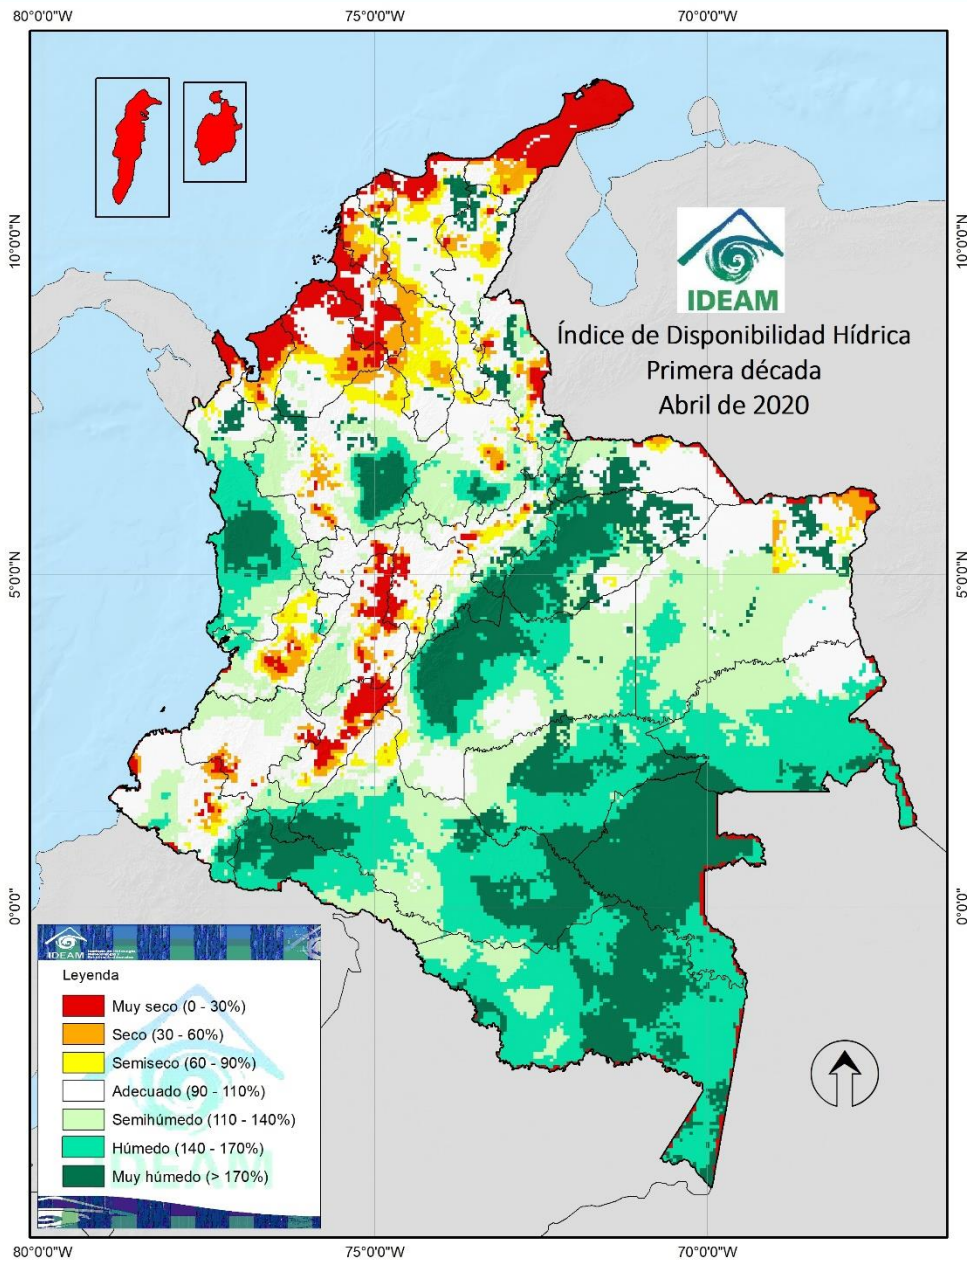 80°0'0"W
75°0'0"W
70°0'0"W
10°0'0"N
10°0'0"N
IDEAM
Índice de Disponibilidad Hídrica
Primera década
Abril de 2020
5°0'0"N
5°0'0"N
0°0'0"
0°0'0"
IDEAM
Leyenda
Muy seco (0 - 30%)
Seco (30 - 60%)
Semiseco (60 - 90%)
Adecuado (90 - 110%)
Semihúmedo (110 - 140%)
Húmedo (140 - 170%)
Muy húmedo (> 170%)
IDEAM
80°0'0"W
75°0'0"W
70°0'0"W